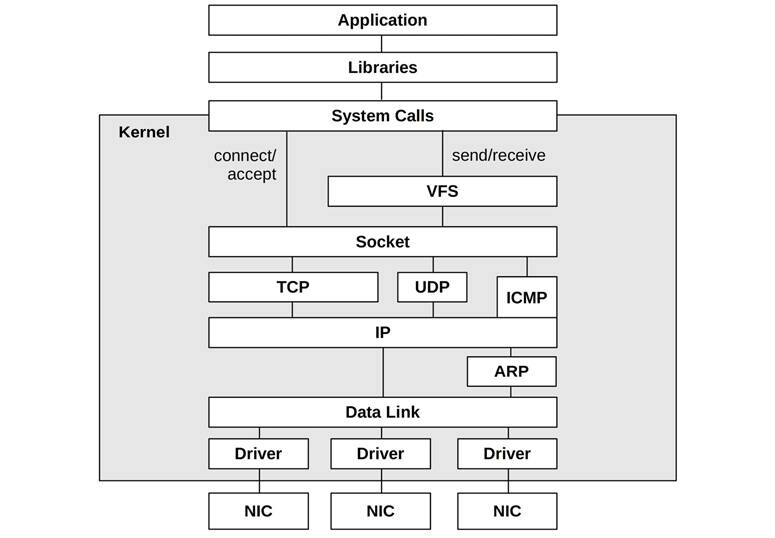 Application
Libraries
System Calls
Kernel
connect/
accept
send/receive
VFS
Socket
TCP
UDP
ICMP
IP
ARP
Data Link
Driver
Driver
Driver
NIC
NIC
NIC